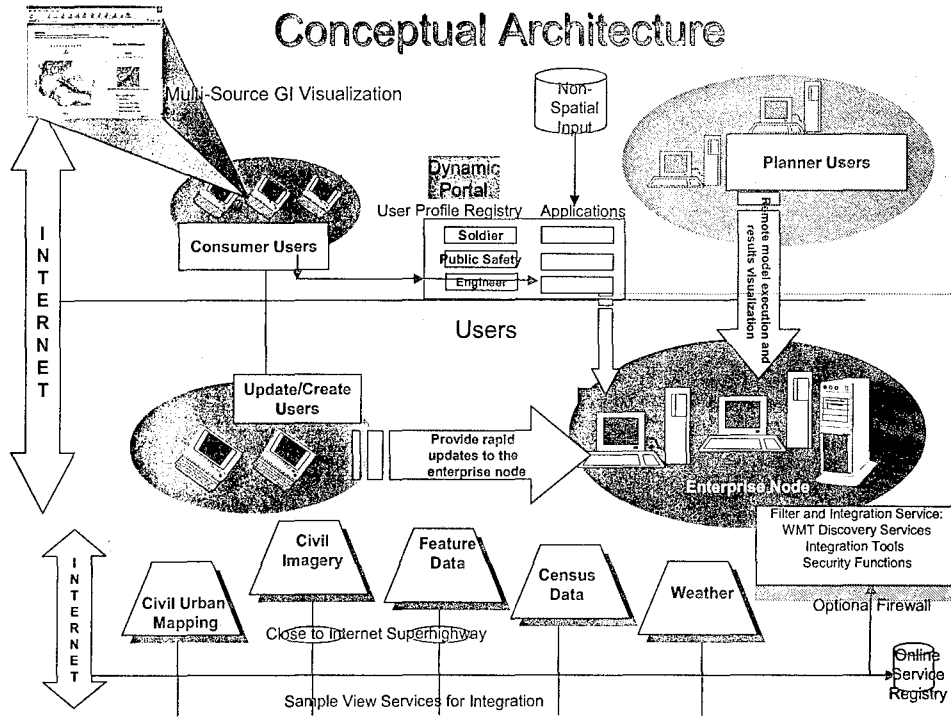 Conceptual Architecture
Multi-Source GI Visualization
Non-
Spatial
Input
Planner Users
Dynamic
Portal
User Profile Registry
Applications
Consumer Users
Soldier
Public Safety
Engineer
Remote model execution and
results visualization
INTERNET
Users
Update/Create
Users
Provide rapid
updates to the
enterprise node
Enterprise Node
Filter and Integration Service:
WMT Discovery Services
Integration Tools
Security Functions
Optional Firewall
INTERNET
Civil Urban
Mapping
Civil
Imagery
Feature
Data
Census
Data
Weather
Close to Internet Superhighway
Online
Service
Registry
Sample View Services for Integration